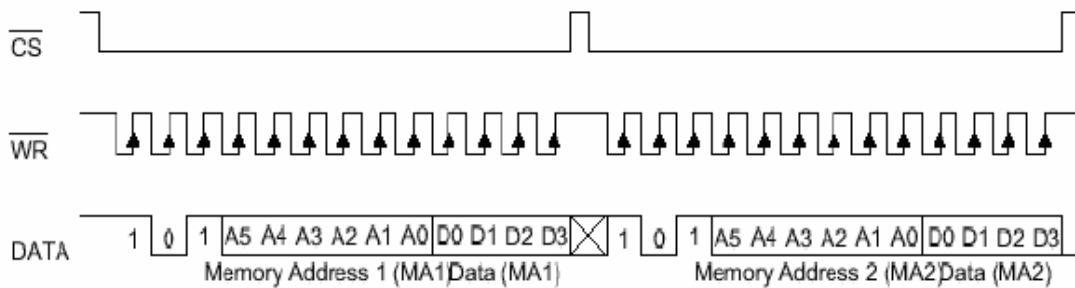 CS
WR
DATA 1 0 1 A5 A4 A3 A2 A1 A0 D0 D1 D2 D3 1 0 1 A5 A4 A3 A2 A1 A0 D0 D1 D2 D3
Memory Address 1 (MA1) Data (MA1) Memory Address 2 (MA2) Data (MA2)